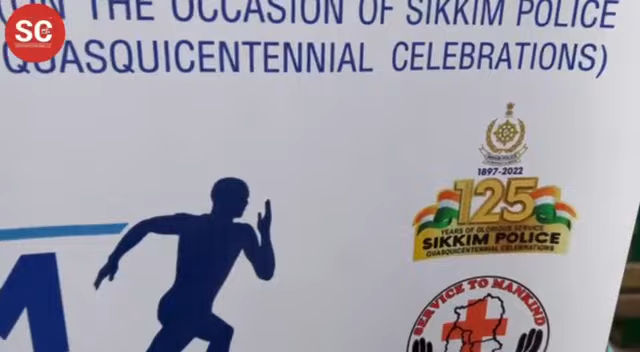 SC
ON THE OCCASION OF SIKKIM POLICE
QUASQUICENTENNIAL CELEBRATIONS)
1897-2022
125
YEARS OF GLORIOUS SERVICE
SIKKIM POLICE
QUASQUICENTENNIAL CELEBRATIONS
SERVICE TO MANKIND